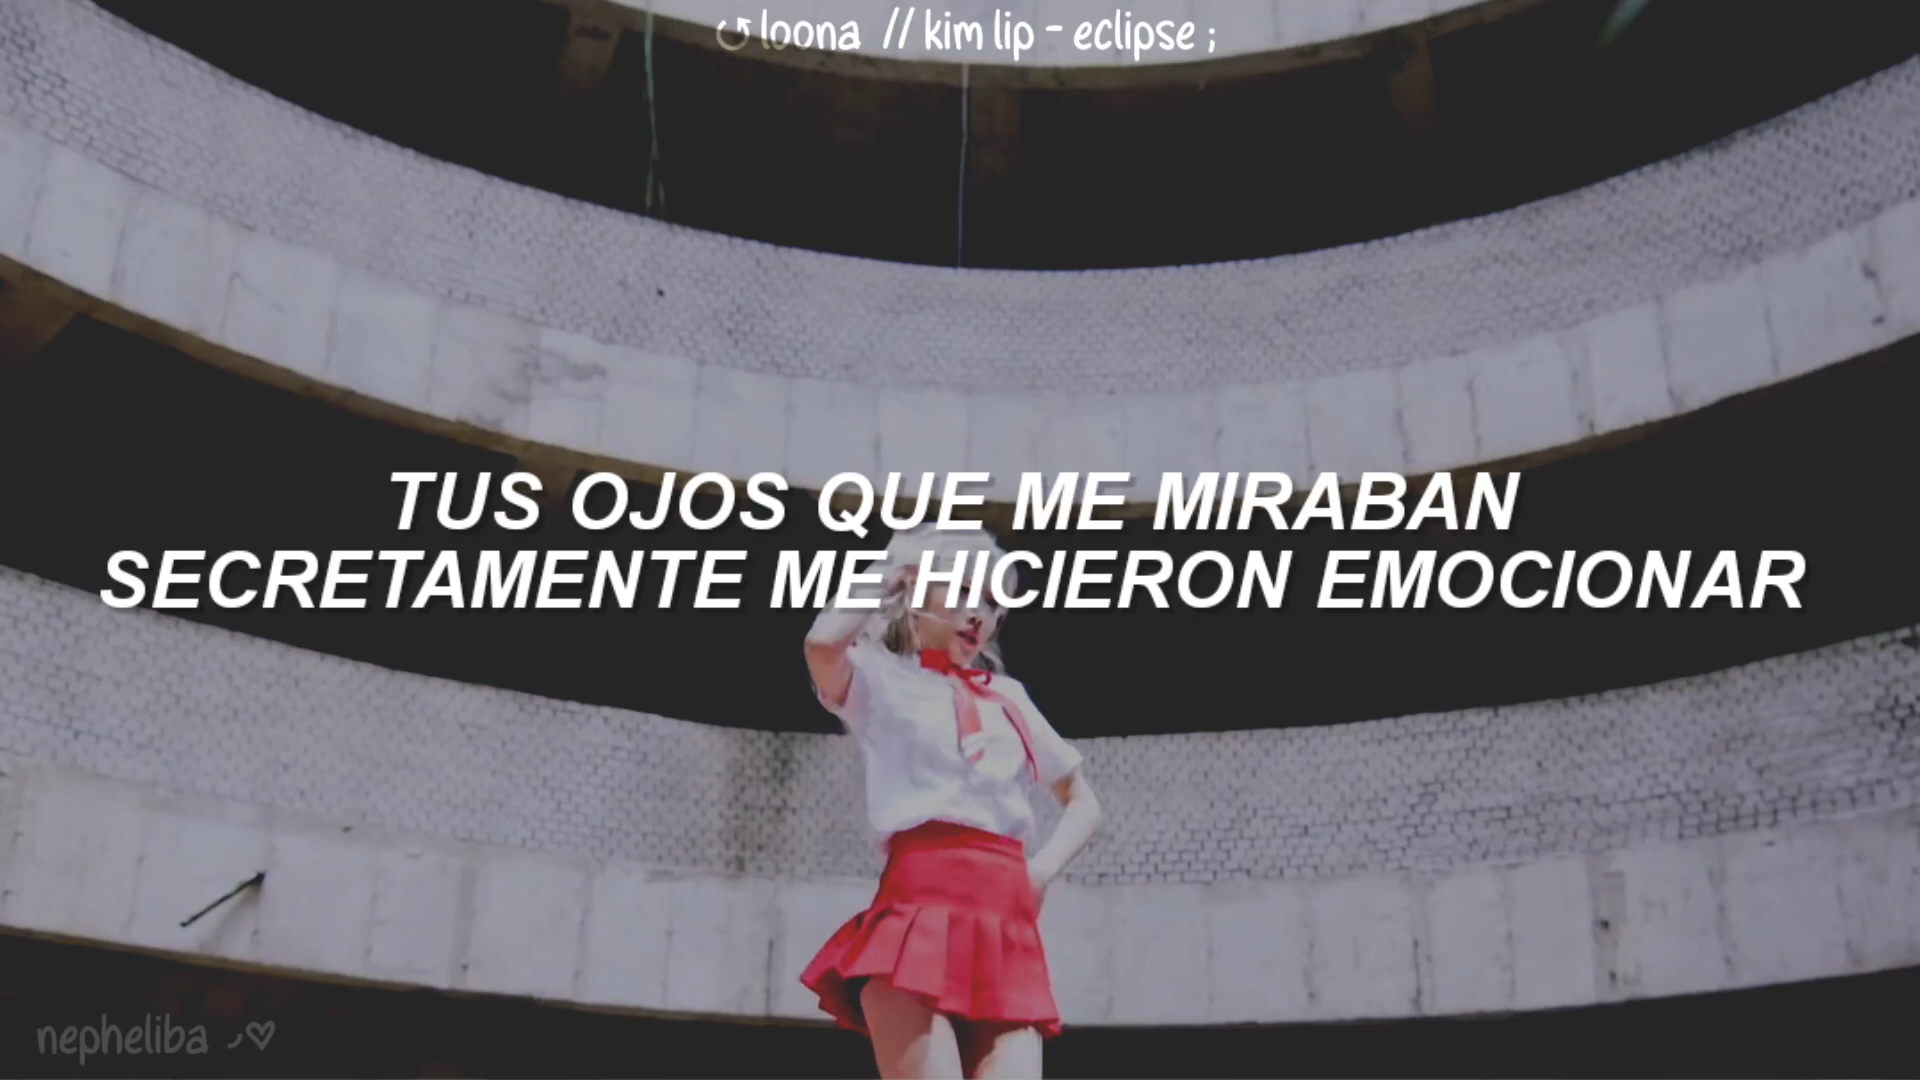 loona // kim lip - eclipse ;
TUS OJOS QUE ME MIRABAN
SECRETAMENTE ME HICIERON EMOCIONAR
nepheliba